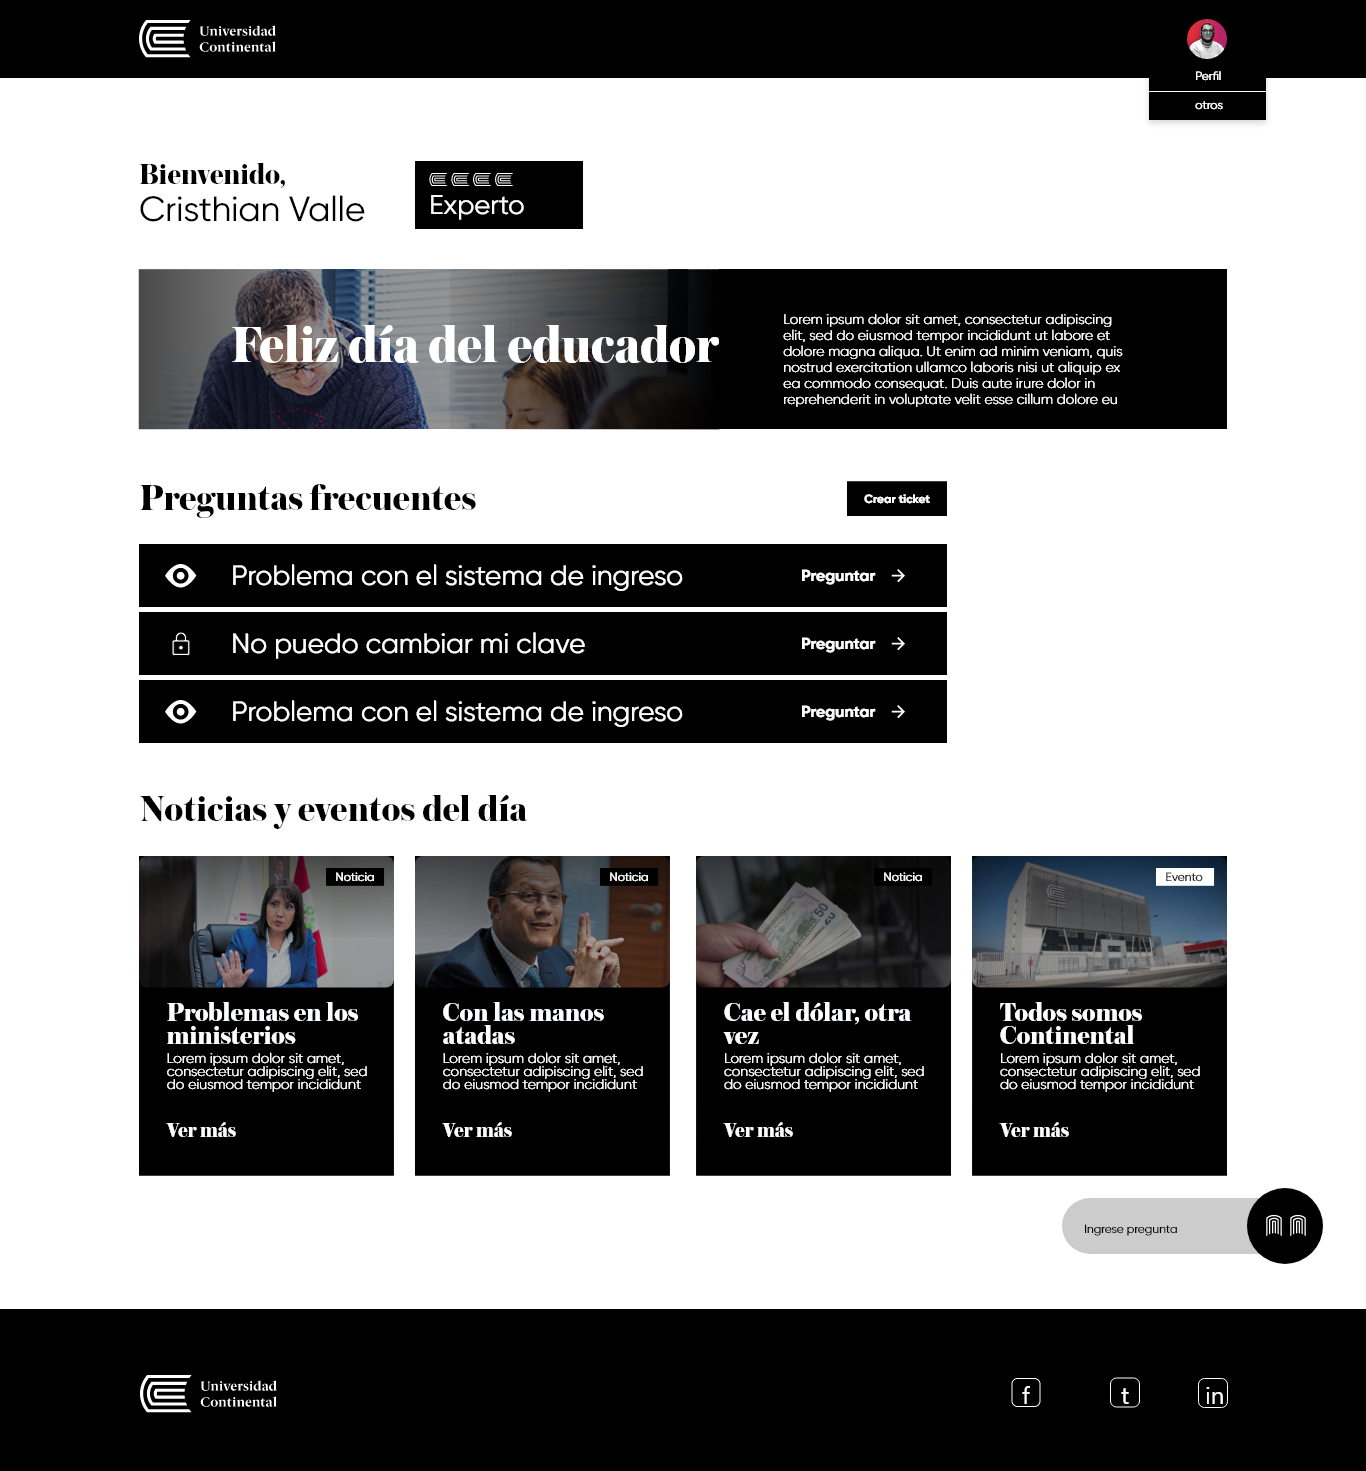 Universidad
Continental
Perfil
otros
Bienvenido,
Cristhian Valle
Experto
Feliz día del educador
Lorem ipsum dolor sit amet, consectetur adipiscing
elit, sed do eiusmod tempor incididunt ut labore et
dolore magna aliqua. Ut enim ad minim veniam, quis
nostrud exercitation ullamco laboris nisi ut aliquip ex
ea commodo consequat. Duis aute irure dolor in
reprehenderit in voluptate velit esse cillum dolore eu
Preguntas frecuentes
Crear ticket
Problema con el sistema de ingreso
Preguntar
No puedo cambiar mi clave
Preguntar
Problema con el sistema de ingreso
Preguntar
Noticias y eventos del día
Noticia
Problemas en los
ministerios
Lorem ipsum dolor sit amet,
consectetur adipiscing elit, sed
do eiusmod tempor incididunt
Ver más
Noticia
Con las manos
atadas
Lorem ipsum dolor sit amet,
consectetur adipiscing elit, sed
do eiusmod tempor incididunt
Ver más
Noticia
50
20
Cae el dólar, otra
vez
Lorem ipsum dolor sit amet,
consectetur adipiscing elit, sed
do eiusmod tempor incididunt
Ver más
Evento
Todos somos
Continental
Lorem ipsum dolor sit amet,
consectetur adipiscing elit, sed
do eiusmod tempor incididunt
Ver más
Ingrese pregunta
Universidad
Continental
f
t
in